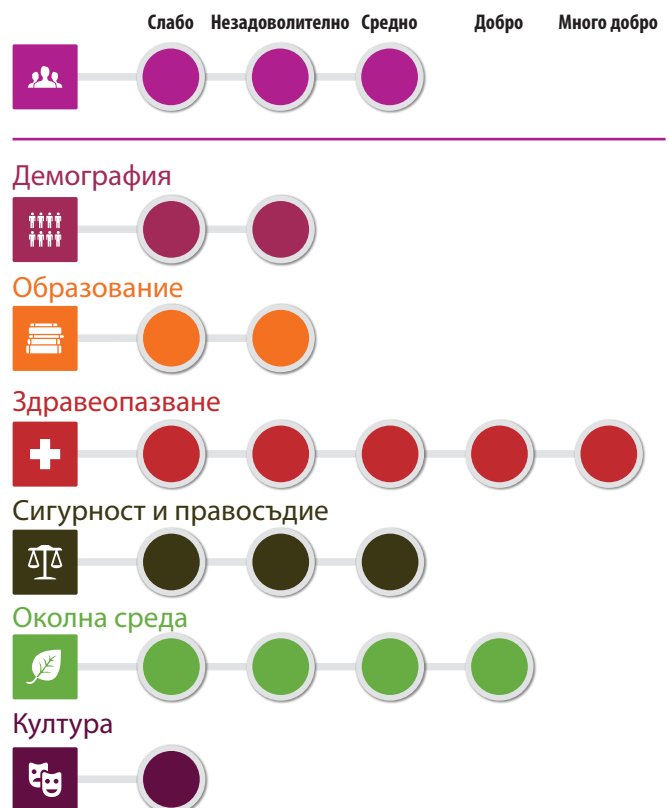 Слабо Незадоволително Средно Добро Много добро
Демография
Образование
Здравеопазване
Сигурност и правосъдие
Околна среда
Култура